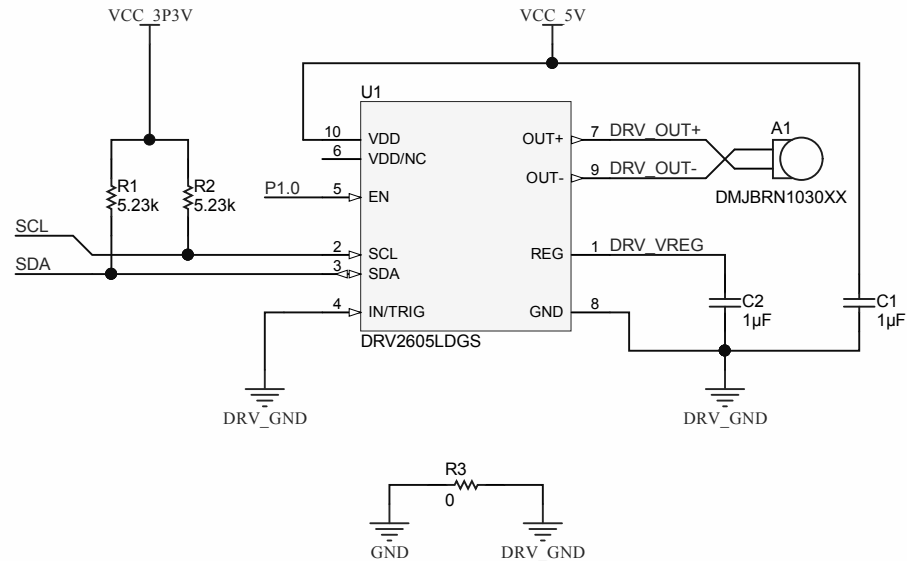 VCC_3P3V
VCC_5V
U1
10 VDD
6 VDD/NC
P1.0 5 EN
SCL 2 SCL
SDA 3 SDA
4 IN/TRIG
OUT+ 7 DRV_OUT+
OUT- 9 DRV_OUT-
REG 1 DRV_VREG
GND 8
DRV2605LDGS
R1
5.23k
R2
5.23k
A1
DMJBRN1030XX
C2
1µF
C1
1µF
DRV_GND
DRV_GND
R3
0
GND
DRV_GND